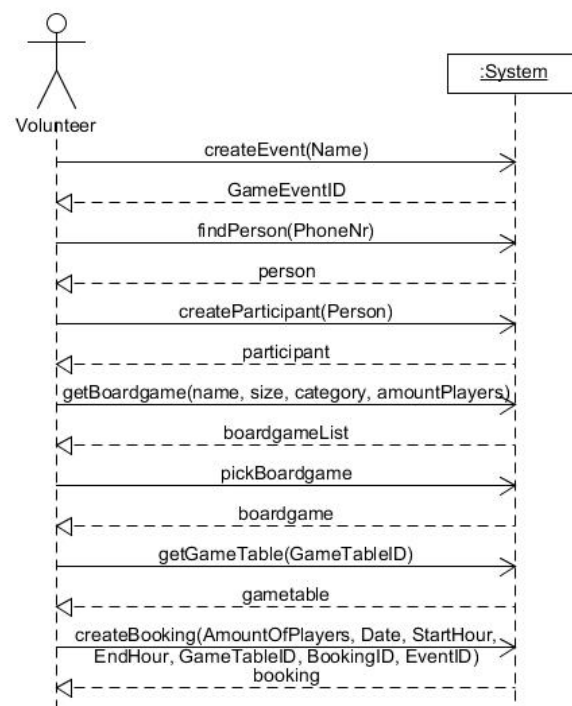 :System
Volunteer
createEvent(Name)
GameEventID
findPerson(PhoneNr)
person
createParticipant(Person)
participant
getBoardgame(name, size, category, amountPlayers)
boardgameList
pickBoardgame
boardgame
getGameTable(GameTableID)
gametable
createBooking(AmountOfPlayers, Date, StartHour,
EndHour, GameTableID, BookingID, EventID)
booking